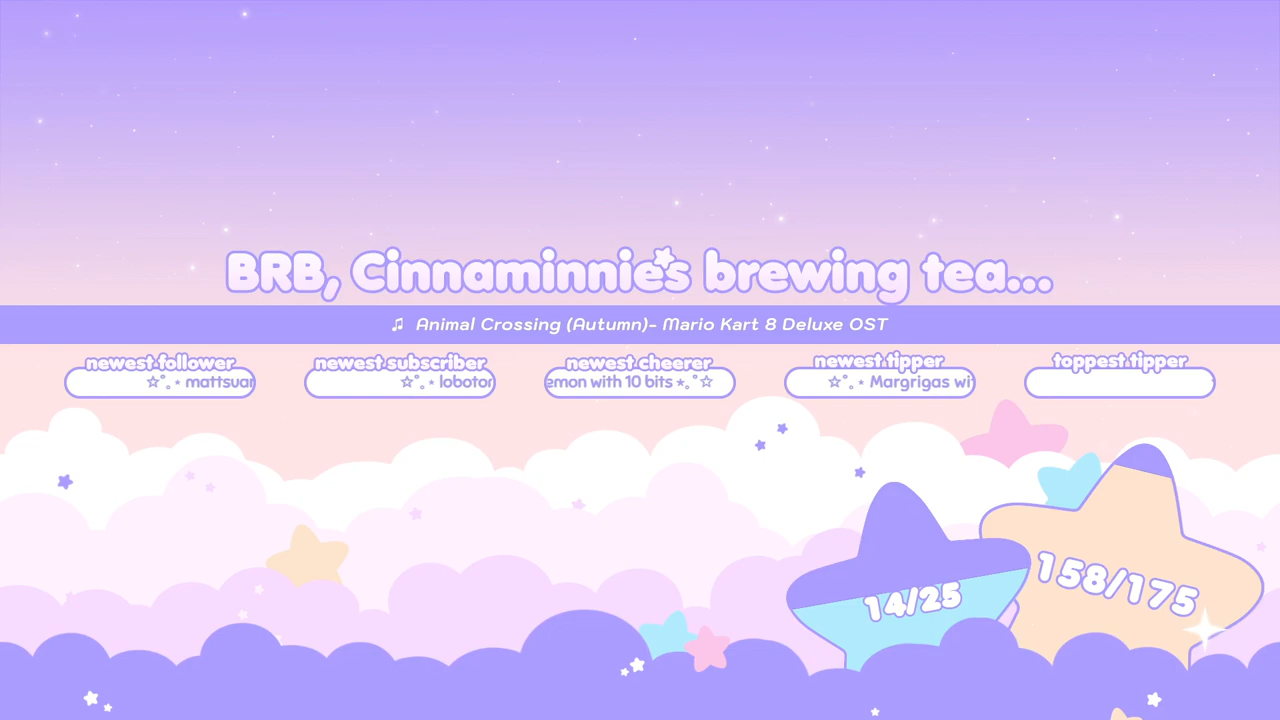 BRB, Cinnaminnie's brewing tea...
♫ Animal Crossing (Autumn)- Mario Kart 8 Deluxe OST
newest follower
newest subscriber
newest cheerer
newest tipper
toppest tipper
☆˚｡⋆ mattsuar
☆˚｡⋆ lobotor
emon with 10 bits ⋆｡˚☆
☆˚｡⋆ Margrigas wi
158/175
14/25